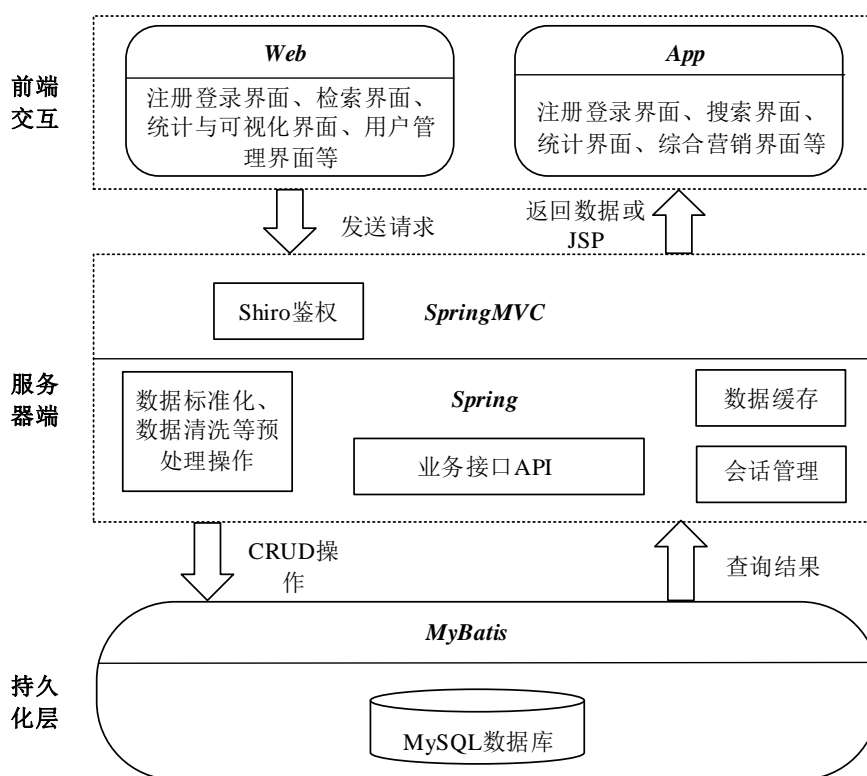 前端
交互
Web
注册登录界面、检索界面、
统计与可视化界面、用户管
理界面等
App
注册登录界面、搜索界面、
统计界面、综合营销界面等
发送请求
返回数据或
JSP
服务
器端
Shiro鉴权
SpringMVC
数据标准化、
数据清洗等预
处理操作
Spring
业务接口API
数据缓存
会话管理
CRUD操
作
查询结果
持久
化层
MyBatis
MySQL数据库